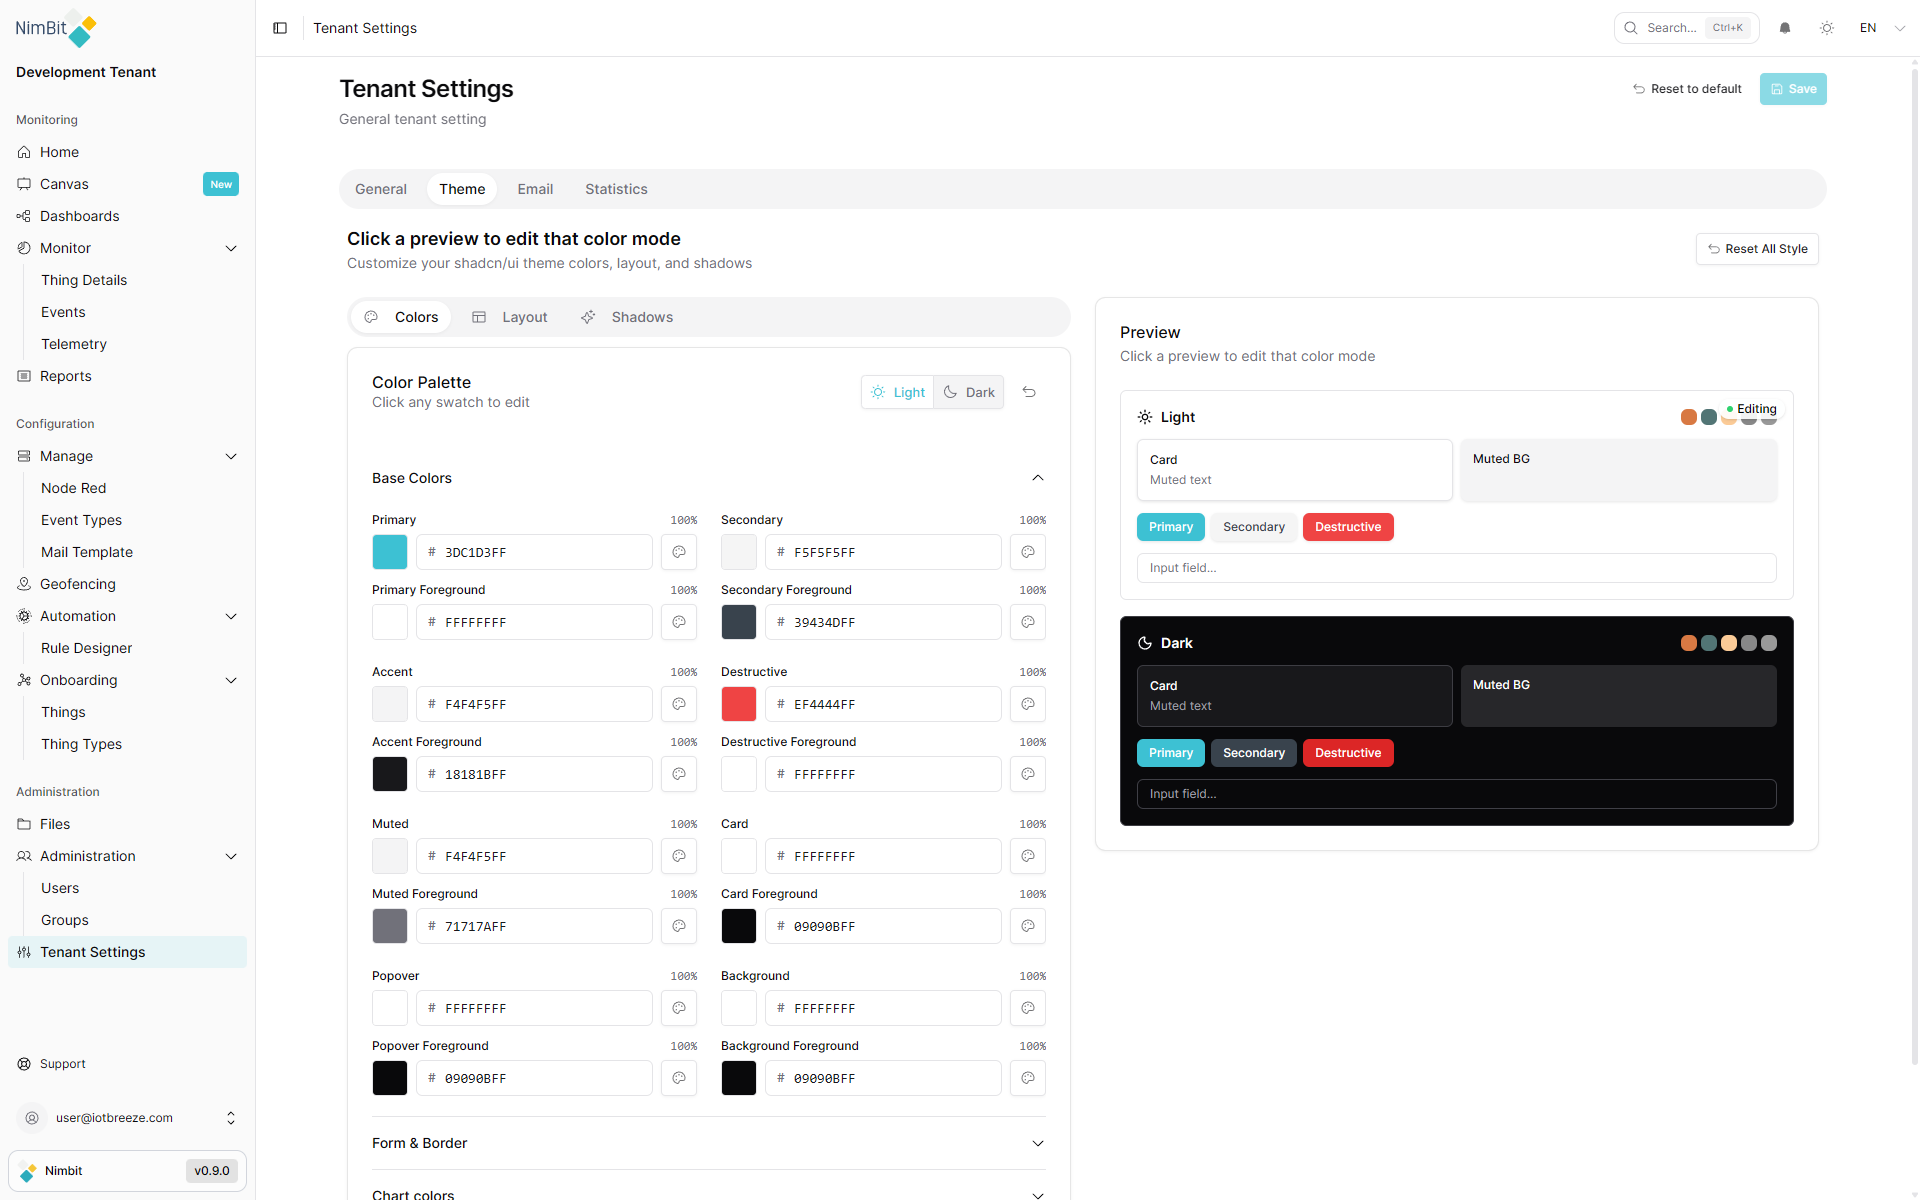 NimBit
Development Tenant
Monitoring
Home
Canvas
New
Dashboards
Monitor
Thing Details
Events
Telemetry
Reports
Configuration
Manage
Node Red
Event Types
Mail Template
Geofencing
Automation
Rule Designer
Onboarding
Things
Thing Types
Administration
Files
Administration
Users
Groups
Tenant Settings
Support
user@iotbreeze.com
Nimbit
v0.9.0
Tenant Settings
Search...
Ctrl+K
EN
Tenant Settings
General tenant setting
Reset to default
Save
General
Theme
Email
Statistics
Click a preview to edit that color mode
Customize your shadcn/ui theme colors, layout, and shadows
Reset All Style
Colors
Layout
Shadows
Color Palette
Click any swatch to edit
Light
Dark
Base Colors
Primary 100%
# 3DC1D3FF
Secondary 100%
# F5F5F5FF
Primary Foreground 100%
# FFFFFFFF
Secondary Foreground 100%
# 39434DFF
Accent 100%
# F4F4F5FF
Destructive 100%
# EF4444FF
Accent Foreground 100%
# 18181BFF
Destructive Foreground 100%
# FFFFFFFF
Muted 100%
# F4F4F5FF
Card 100%
# FFFFFFFF
Muted Foreground 100%
# 71717AFF
Card Foreground 100%
# 09090BFF
Popover 100%
# FFFFFFFF
Background 100%
# FFFFFFFF
Popover Foreground 100%
# 09090BFF
Background Foreground 100%
# 09090BFF
Form & Border
Chart colors
Preview
Click a preview to edit that color mode
Light
Editing
Card
Muted text
Muted BG
Primary
Secondary
Destructive
Input field...
Dark
Card
Muted text
Muted BG
Primary
Secondary
Destructive
Input field...